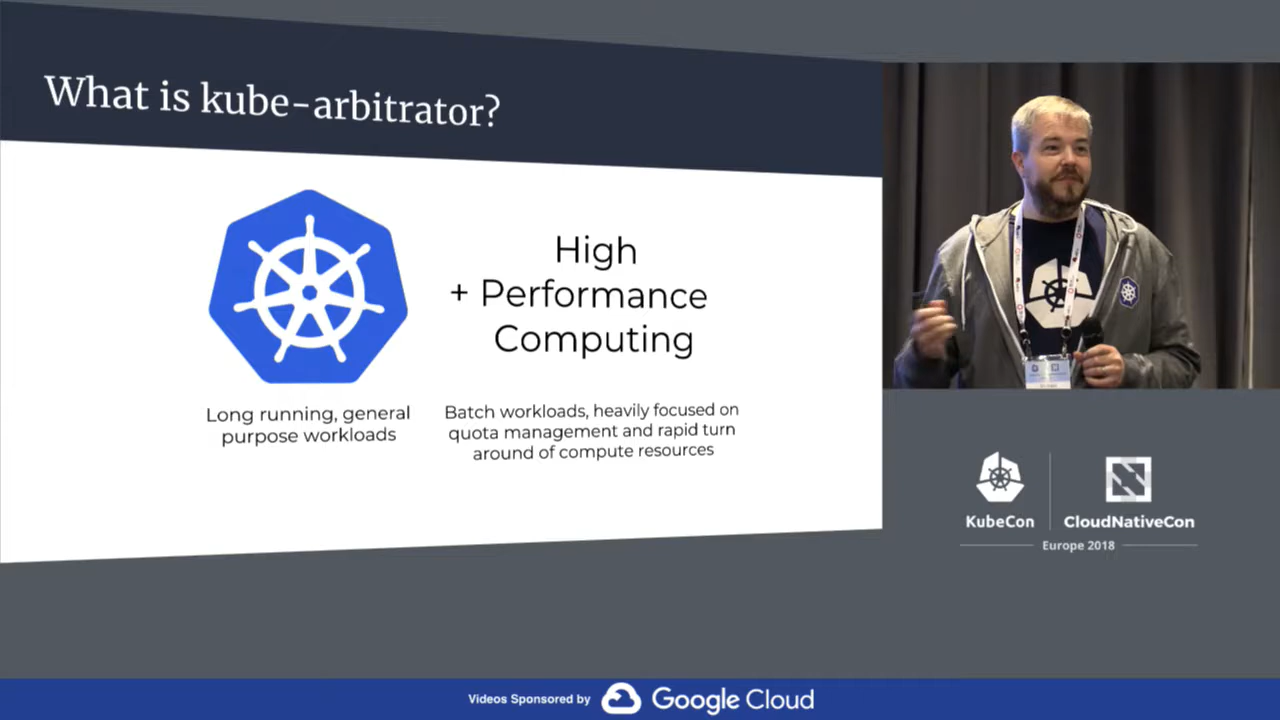 What is kube-arbitrator?
High
+ Performance
Computing
Long running, general
purpose workloads
Batch workloads, heavily focused on
quota management and rapid turn
around of compute resources
KubeCon
CloudNativeCon
Europe 2018
Videos Sponsored by Google Cloud